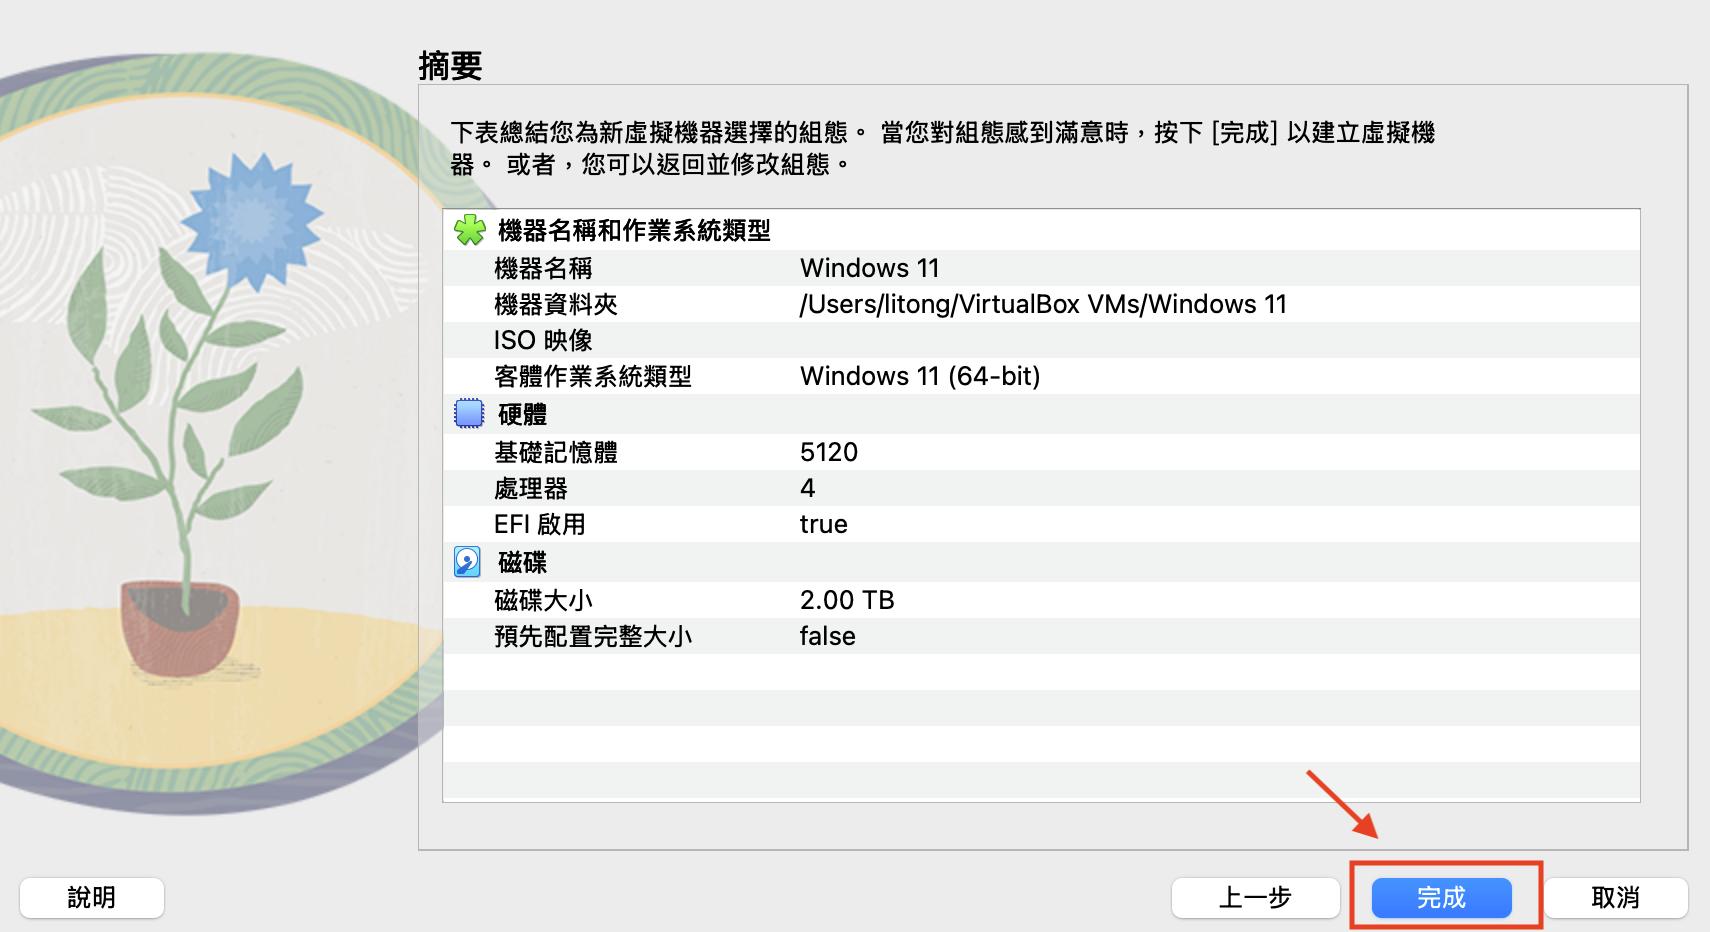 摘要
下表總結您為新虛擬機器選擇的組態。 當您對組態感到滿意時，按下 [完成] 以建立虛擬機
器。 或者，您可以返回並修改組態。
機器名稱和作業系統類型
機器名稱 Windows 11
機器資料夾 /Users/litong/VirtualBox VMs/Windows 11
ISO 映像
客體作業系統類型 Windows 11 (64-bit)
硬體
基礎記憶體 5120
處理器 4
EFI 啟用 true
磁碟
磁碟大小 2.00 TB
預先配置完整大小 false
說明 上一步 完成 取消